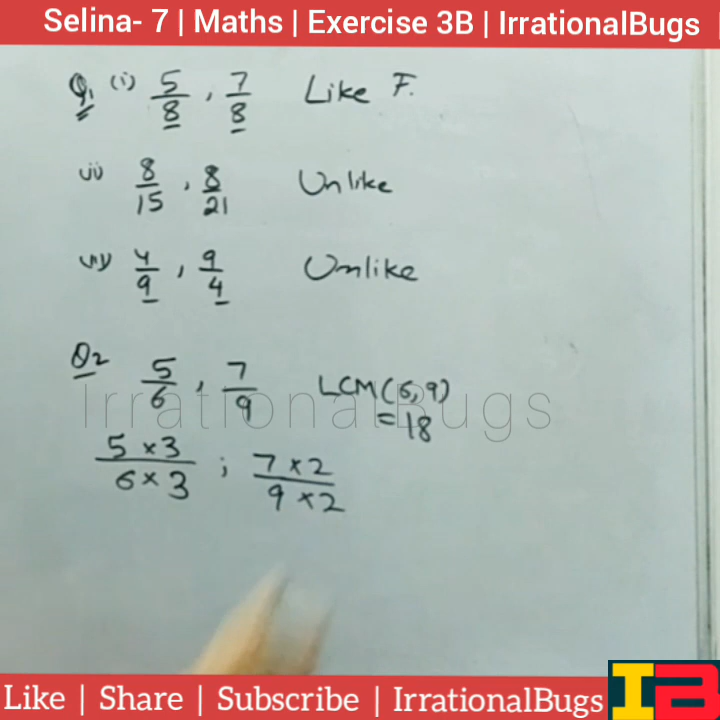 Selina- 7 | Maths | Exercise 3B | IrrationalBugs
Q1 (i) 5/8 , 7/8 Like F.
(ii) 8/15 , 8/21 Unlike
(iii) 4/9 , 9/4 Unlike
Q2 5/6 , 7/9 LCM(6,9)
= 18
IrrationalBugs
5 × 3/6 × 3 ; 7 × 2/9 × 2
Like | Share | Subscribe | IrrationalBugs
IB